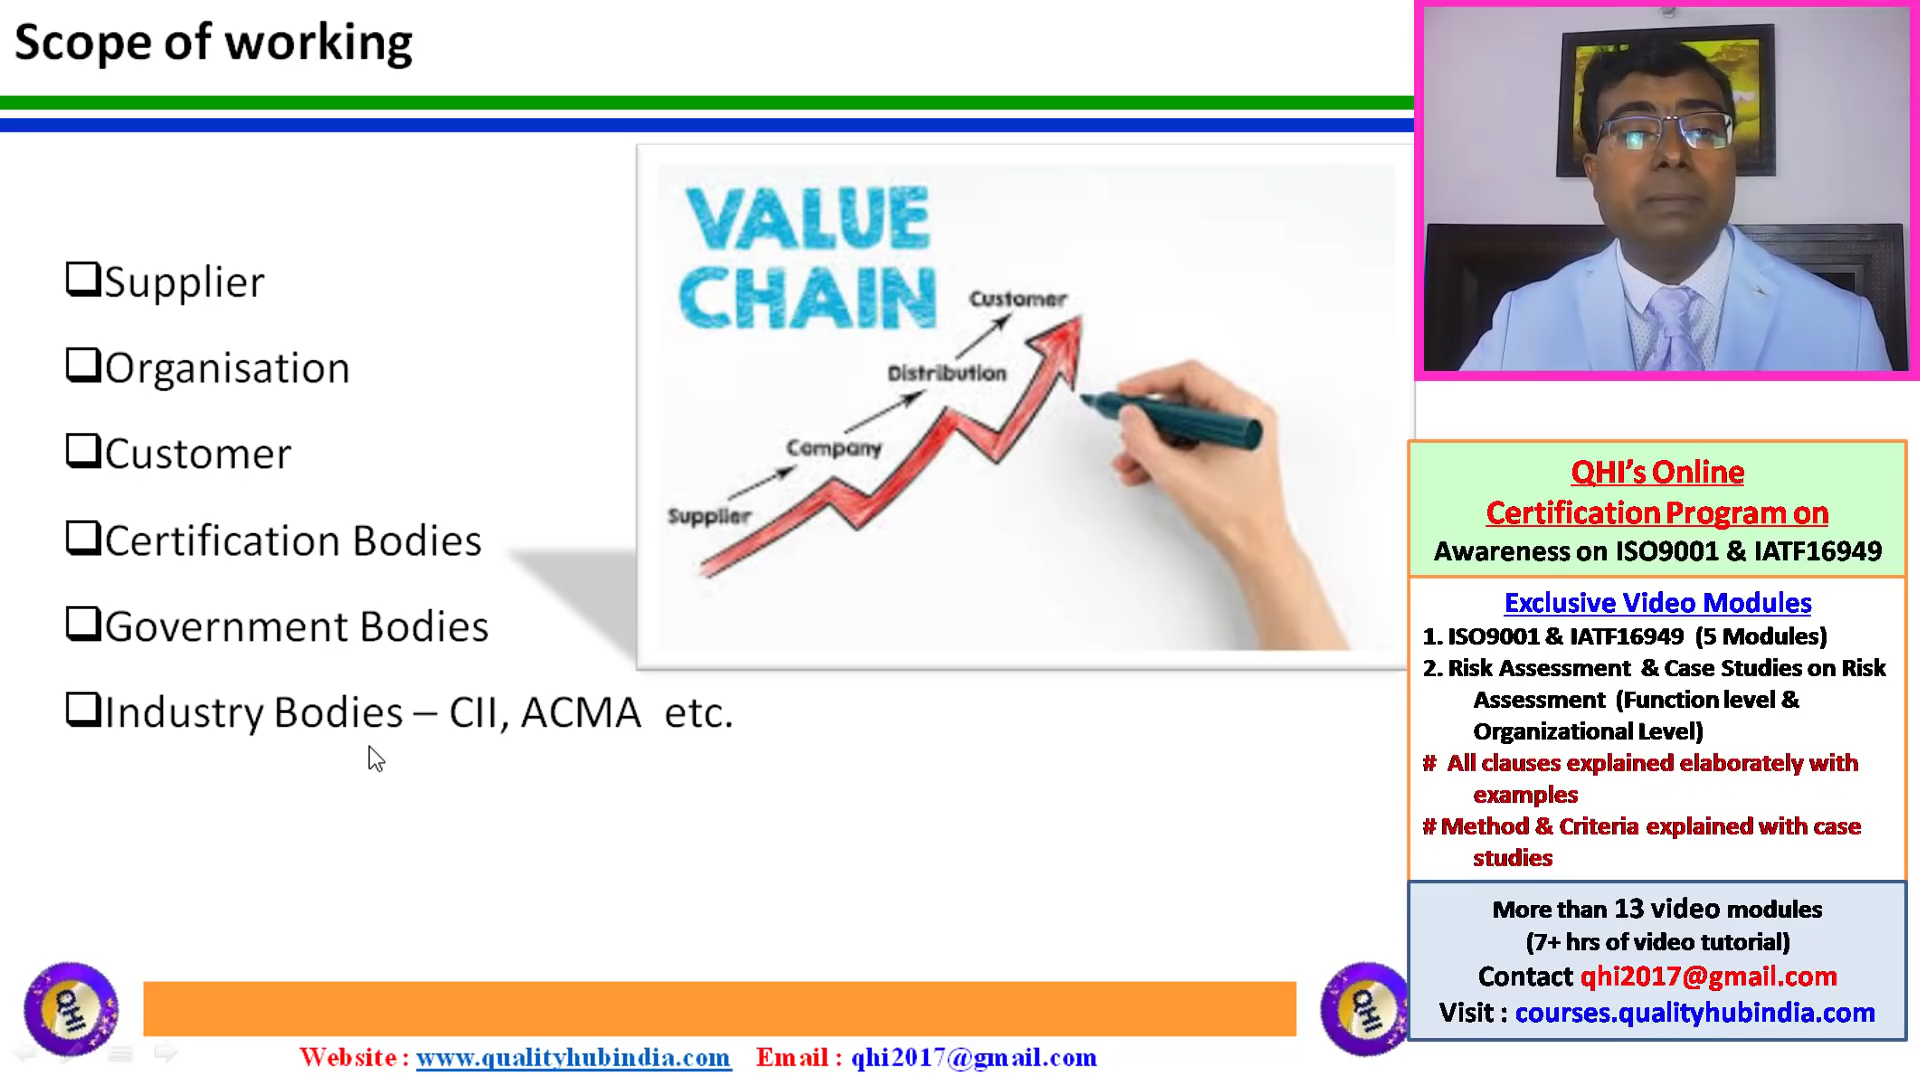 Scope of working
❑Supplier
❑Organisation
❑Customer
❑Certification Bodies
❑Government Bodies
❑Industry Bodies – CII, ACMA etc.
VALUE
CHAIN
Customer
Distribution
Company
Supplier
QHI's Online
Certification Program on
Awareness on ISO9001 & IATF16949
Exclusive Video Modules
1. ISO9001 & IATF16949 (5 Modules)
2. Risk Assessment & Case Studies on Risk
Assessment (Function level &
Organizational Level)
# All clauses explained elaborately with
examples
# Method & Criteria explained with case
studies
More than 13 video modules
(7+ hrs of video tutorial)
Contact qhi2017@gmail.com
Visit : courses.qualityhubindia.com
QHI
QHI
Website : www.qualityhubindia.com Email : qhi2017@gmail.com